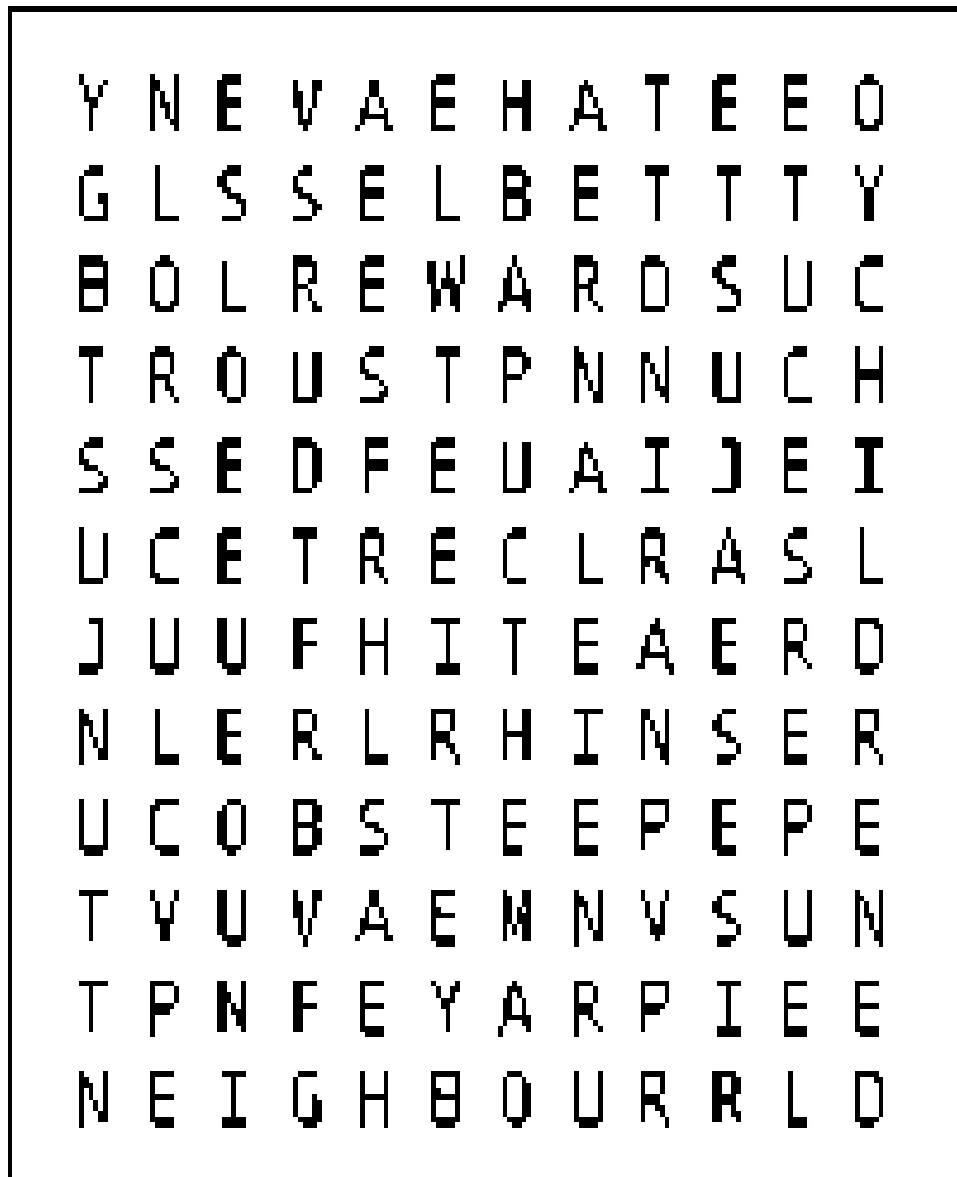 Y N E V A E H A T E E O
G L S S E L B E T T T Y
B O L R E W A R D S U C
T R O U S T P N N U C H
S S E D F E U A I J E I
U C E T R E C L R A S L
J U U F H I T E A E R D
N L E R L R H I N S E R
U C O B S T E E P E P E
T V U V A E M N V S U N
T P N F E Y A R P I E E
N E I G H B O U R R L D